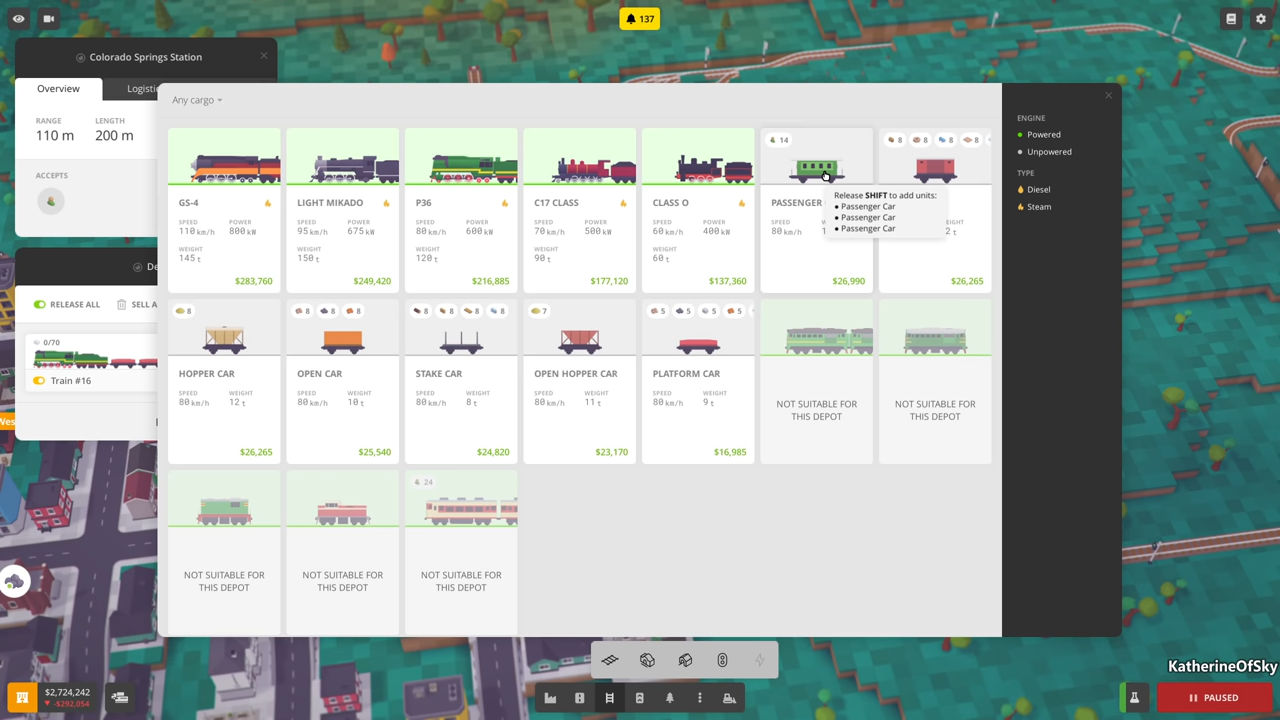 137
Colorado Springs Station
Overview
Logistic
RANGE
LENGTH
110 m
200 m
ACCEPTS
De
RELEASE ALL
SELL A
0/70
Train #16
Wes
Any cargo
GS-4
SPEED
POWER
110 km/h
800 kW
WEIGHT
145 t
$283,760
LIGHT MIKADO
SPEED
POWER
95 km/h
675 kW
WEIGHT
150 t
$249,420
P36
SPEED
POWER
80 km/h
600 kW
WEIGHT
120 t
$216,885
C17 CLASS
SPEED
POWER
70 km/h
500 kW
WEIGHT
90 t
$177,120
CLASS O
SPEED
POWER
60 km/h
400 kW
WEIGHT
60 t
$137,360
14
PASSENGER
SPEED
80 km/h
$26,990
8 8 8 8
$26,265
Release SHIFT to add units:
• Passenger Car
• Passenger Car
• Passenger Car
8
HOPPER CAR
SPEED
WEIGHT
80 km/h
12 t
$26,265
8 8 8
OPEN CAR
SPEED
WEIGHT
80 km/h
10 t
$25,540
8 8 8 8
STAKE CAR
SPEED
WEIGHT
80 km/h
8 t
$24,820
7
OPEN HOPPER CAR
SPEED
WEIGHT
80 km/h
11 t
$23,170
5 5 5 5
PLATFORM CAR
SPEED
WEIGHT
80 km/h
9 t
$16,985
NOT SUITABLE FOR
THIS DEPOT
NOT SUITABLE FOR
THIS DEPOT
NOT SUITABLE FOR
THIS DEPOT
NOT SUITABLE FOR
THIS DEPOT
24
NOT SUITABLE FOR
THIS DEPOT
ENGINE
Powered
Unpowered
TYPE
Diesel
Steam
$2,724,242
-$292,054
KatherineOfSky
PAUSED